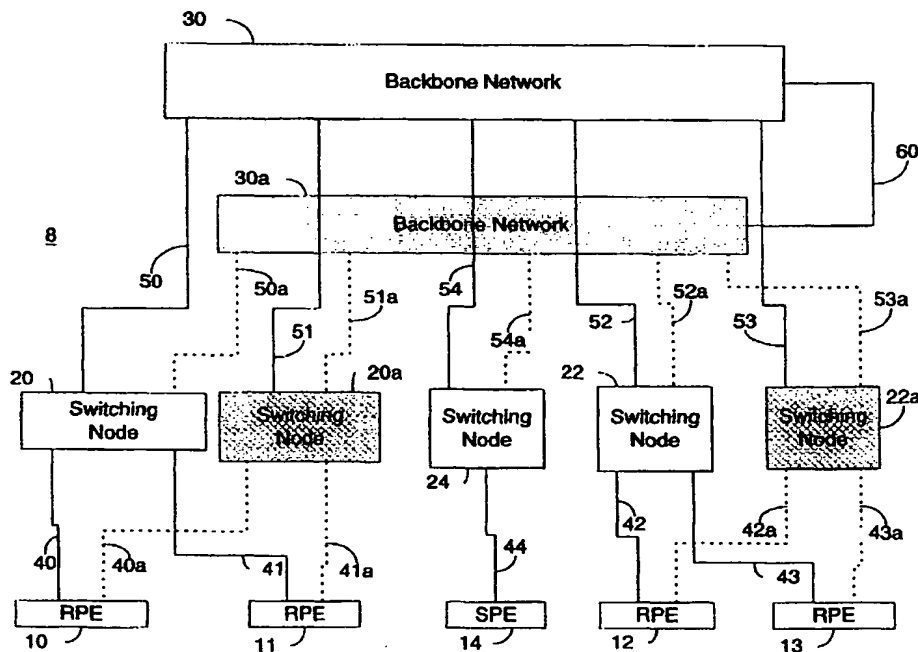 30
Backbone Network
60
30a
Backbone Network
8
50
50a
51
51a
54
54a
52
52a
53
53a
20
Switching
Node
20a
Switching
Node
Switching
Node
24
22
Switching
Node
Switching
Node
22a
40
40a
41
41a
44
42
42a
43
43a
RPE
10
RPE
11
SPE
14
RPE
12
RPE
13